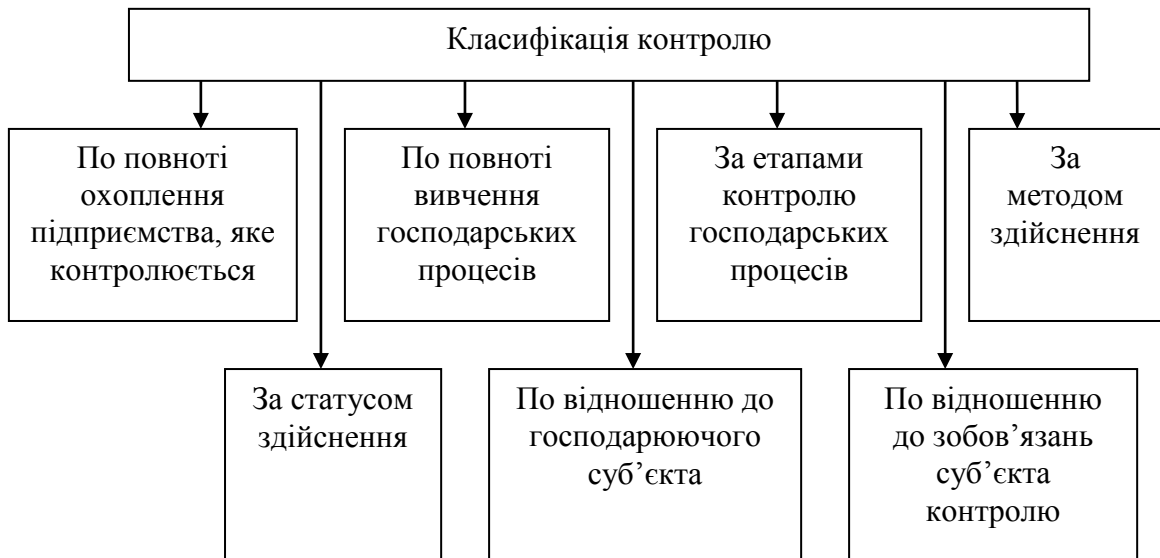 Класифікація контролю
По повноті
охоплення
підприємства, яке
контролюється
По повноті
вивчення
господарських
процесів
За етапами
контролю
господарських
процесів
За
методом
здійснення
За статусом
здійснення
По відношенню до
господарюючого
суб’єкта
По відношенню
до зобов’язань
суб’єкта
контролю